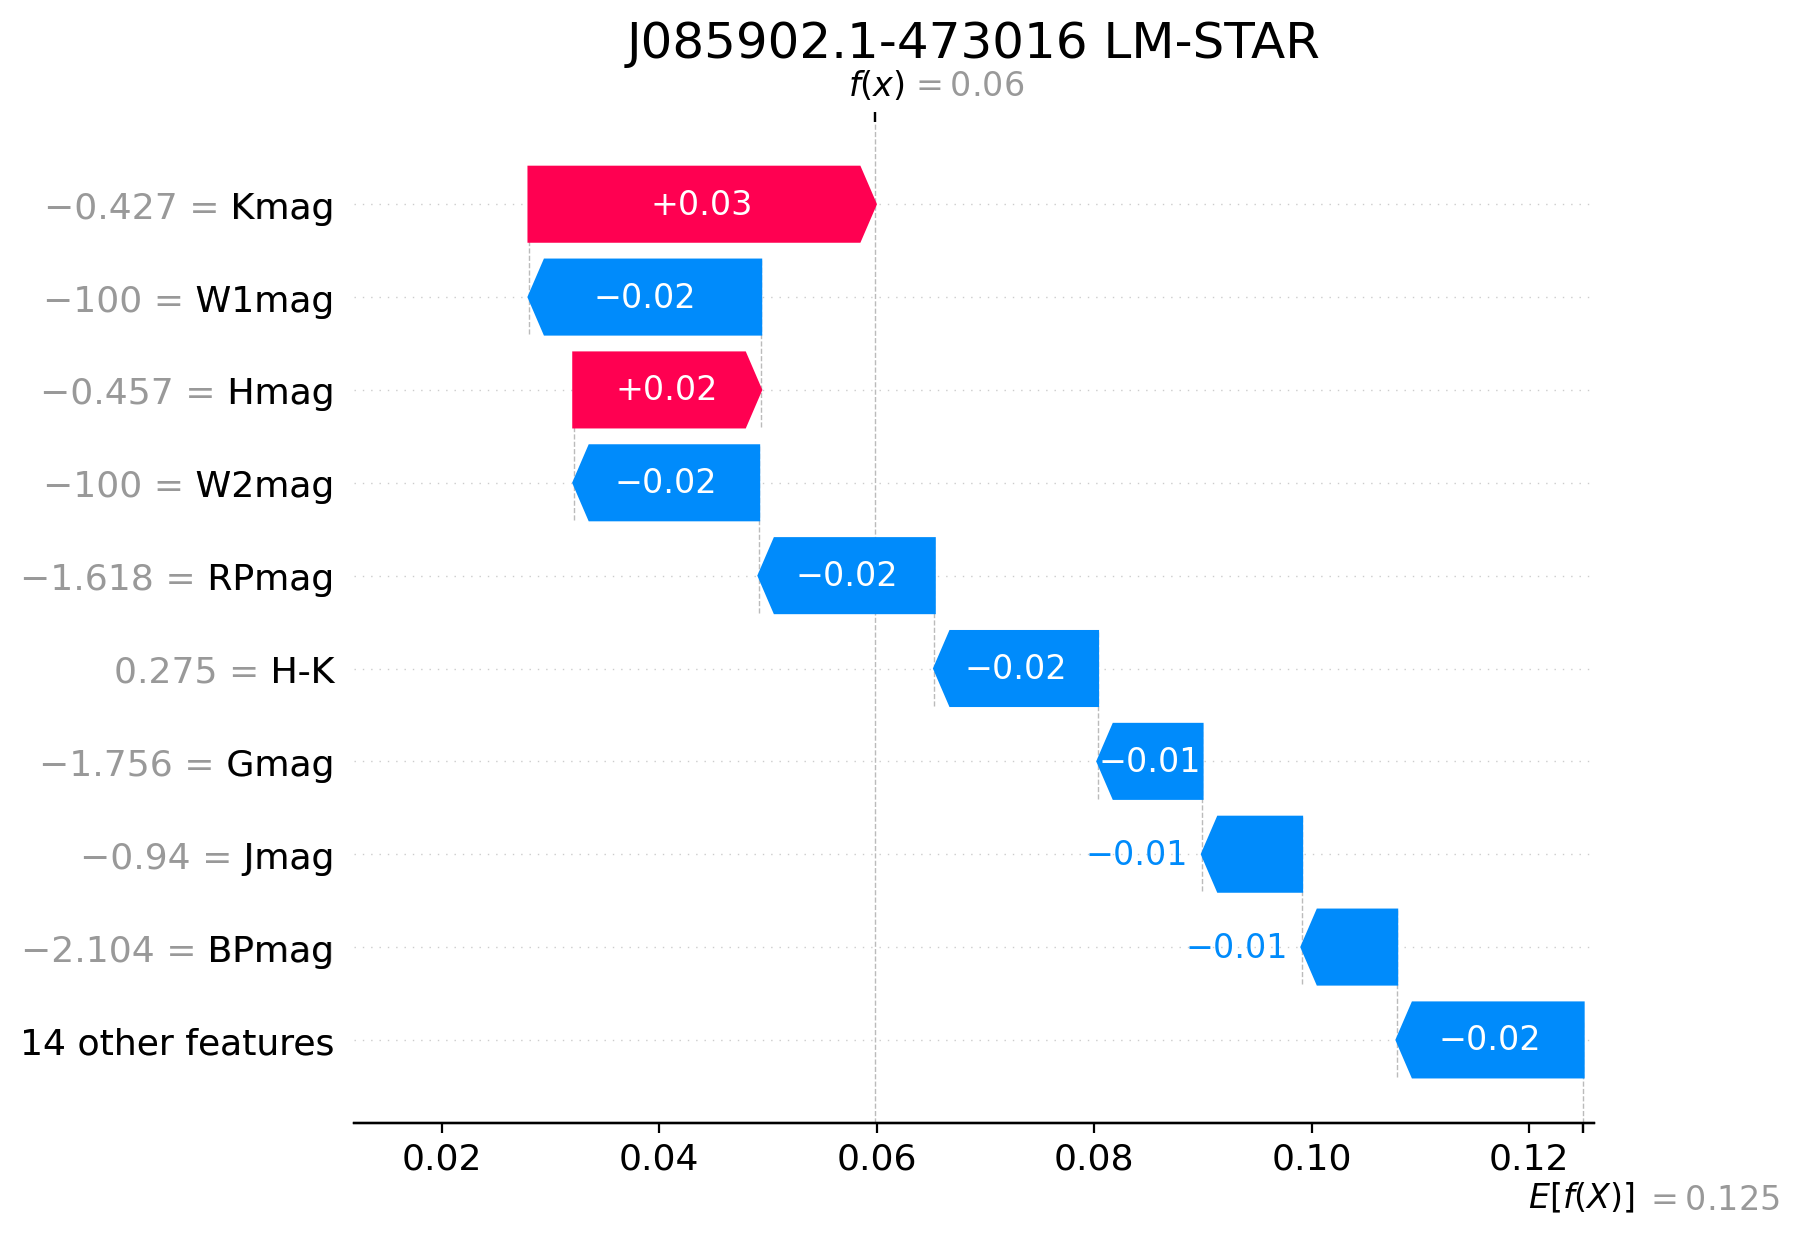 J085902.1-473016 LM-STAR
f(x) = 0.06
−0.427 = Kmag
+0.03
−100 = W1mag
−0.02
−0.457 = Hmag
+0.02
−100 = W2mag
−0.02
−1.618 = RPmag
−0.02
0.275 = H-K
−0.02
−1.756 = Gmag
−0.01
−0.94 = Jmag
−0.01
−2.104 = BPmag
−0.01
14 other features
−0.02
0.02 0.04 0.06 0.08 0.10 0.12
E[f(X)] = 0.125